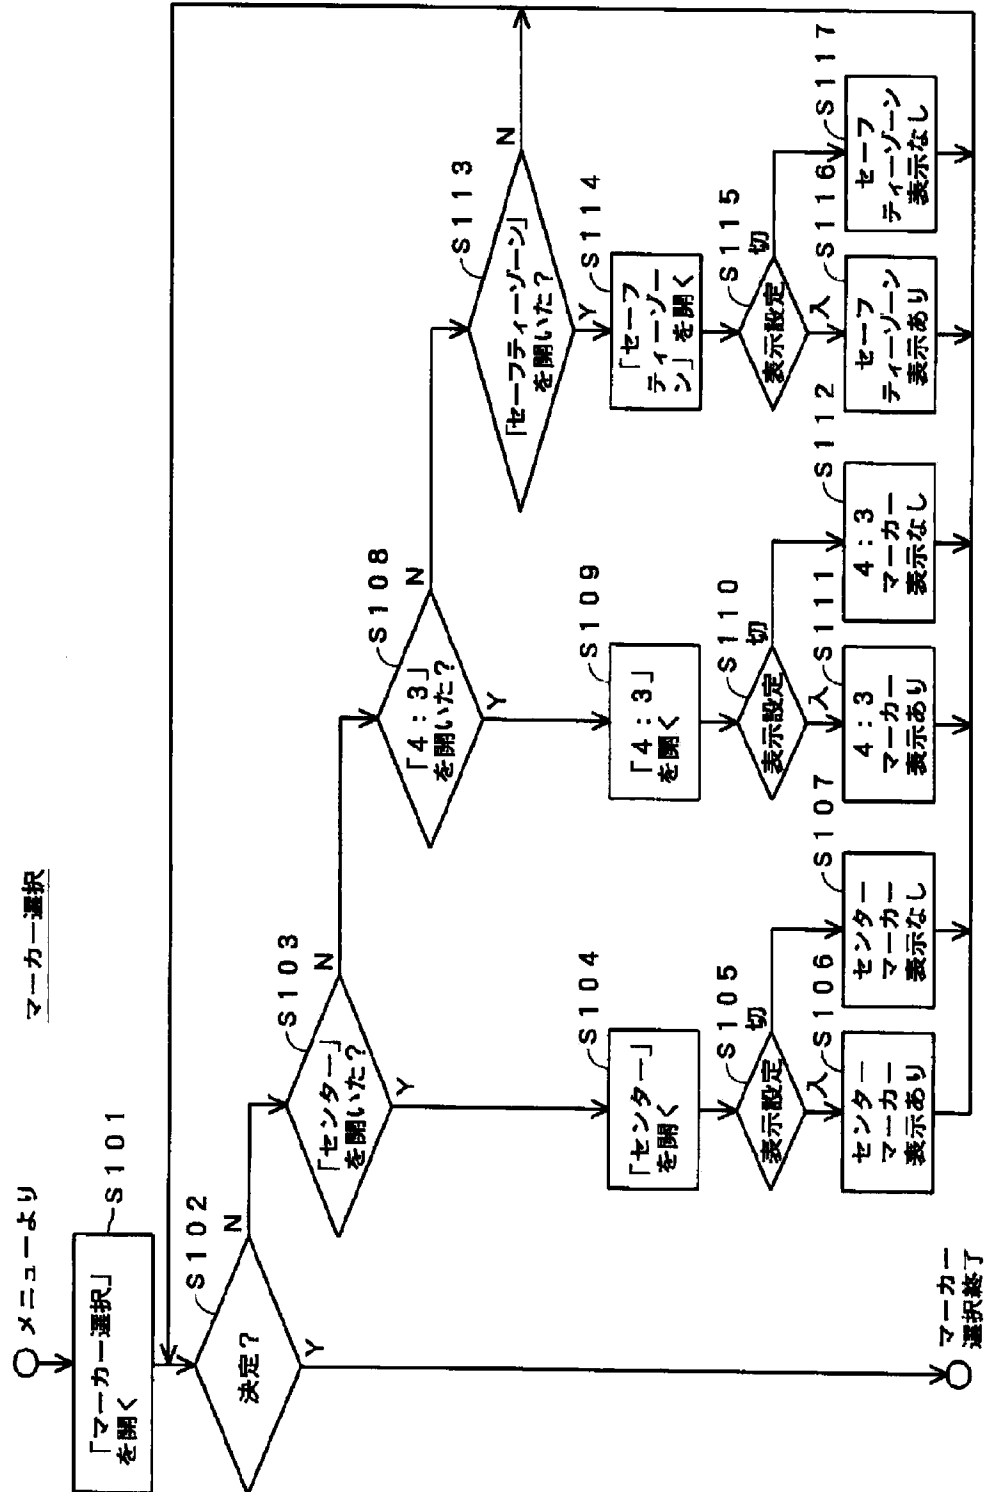 マーカー選択
メニューより
「マーカー選択」
を開く
S101
決定？
S102
N
Y
マーカー
選択終了
「センター」
を開いた？
S103
N
Y
「センター」
を開く
S104
表示設定
S105
切
入
センター
マーカー
表示あり
S106
センター
マーカー
表示なし
S107
「4：3」
を開いた？
S108
N
Y
「4：3」
を開く
S109
表示設定
S110
切
入
4：3
マーカー
表示あり
S111
4：3
マーカー
表示なし
S112
「セーフティーゾーン」
を開いた？
S113
N
Y
「セーフ
ティーゾー
ン」を開く
S114
表示設定
S115
切
入
セーフ
ティーゾーン
表示あり
S116
セーフ
ティーゾーン
表示なし
S117